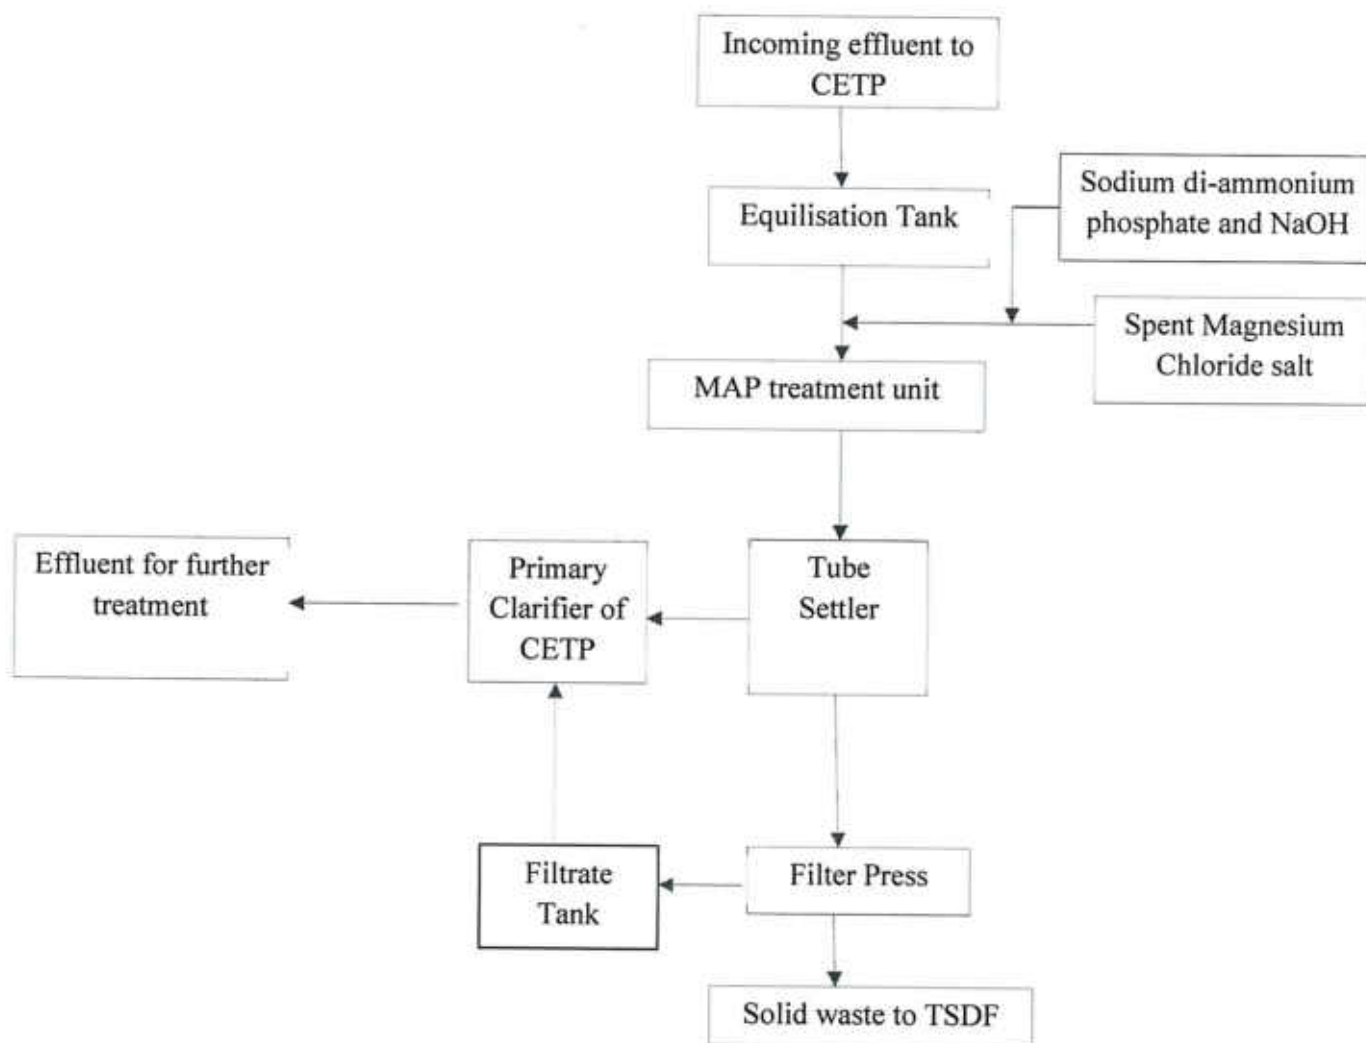 Incoming effluent to
CETP
Equilisation Tank
Sodium di-ammonium
phosphate and NaOH
Spent Magnesium
Chloride salt
MAP treatment unit
Effluent for further
treatment
Primary
Clarifier of
CETP
Tube
Settler
Filtrate
Tank
Filter Press
Solid waste to TSDF